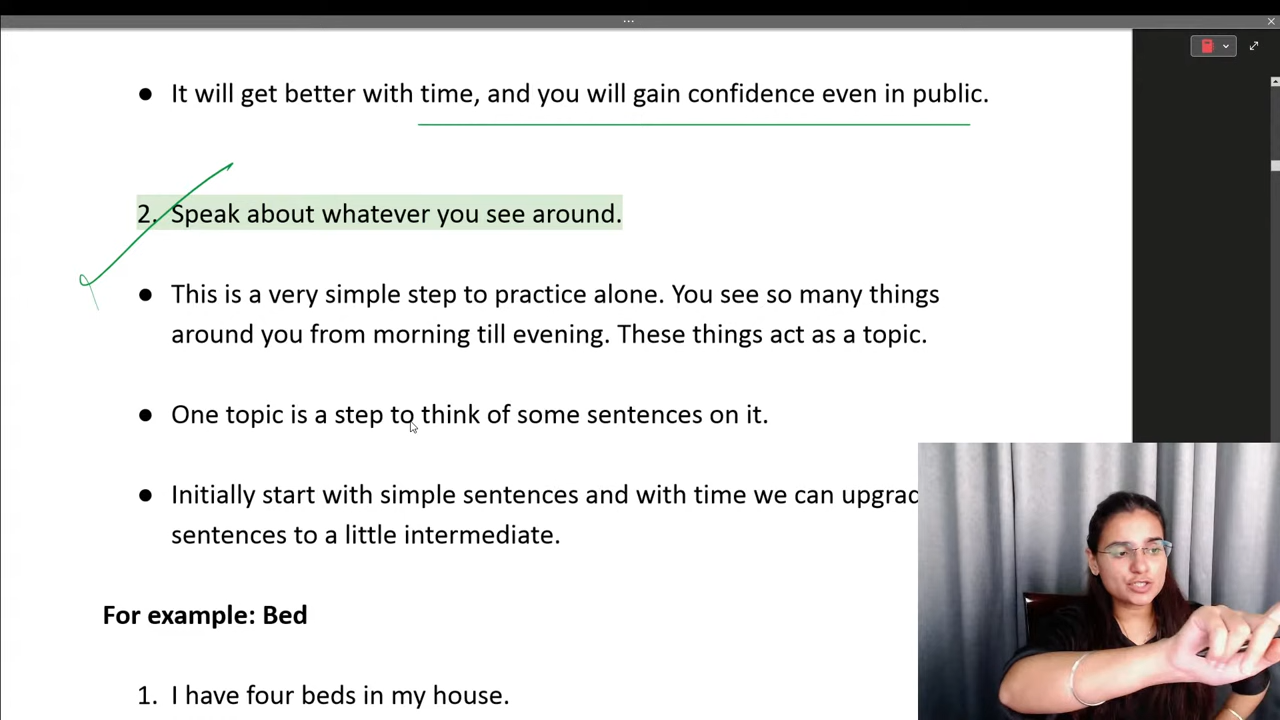 ● It will get better with time, and you will gain confidence even in public.
2. Speak about whatever you see around.
● This is a very simple step to practice alone. You see so many things
around you from morning till evening. These things act as a topic.
● One topic is a step to think of some sentences on it.
● Initially start with simple sentences and with time we can upgrad
sentences to a little intermediate.
For example: Bed
1. I have four beds in my house.